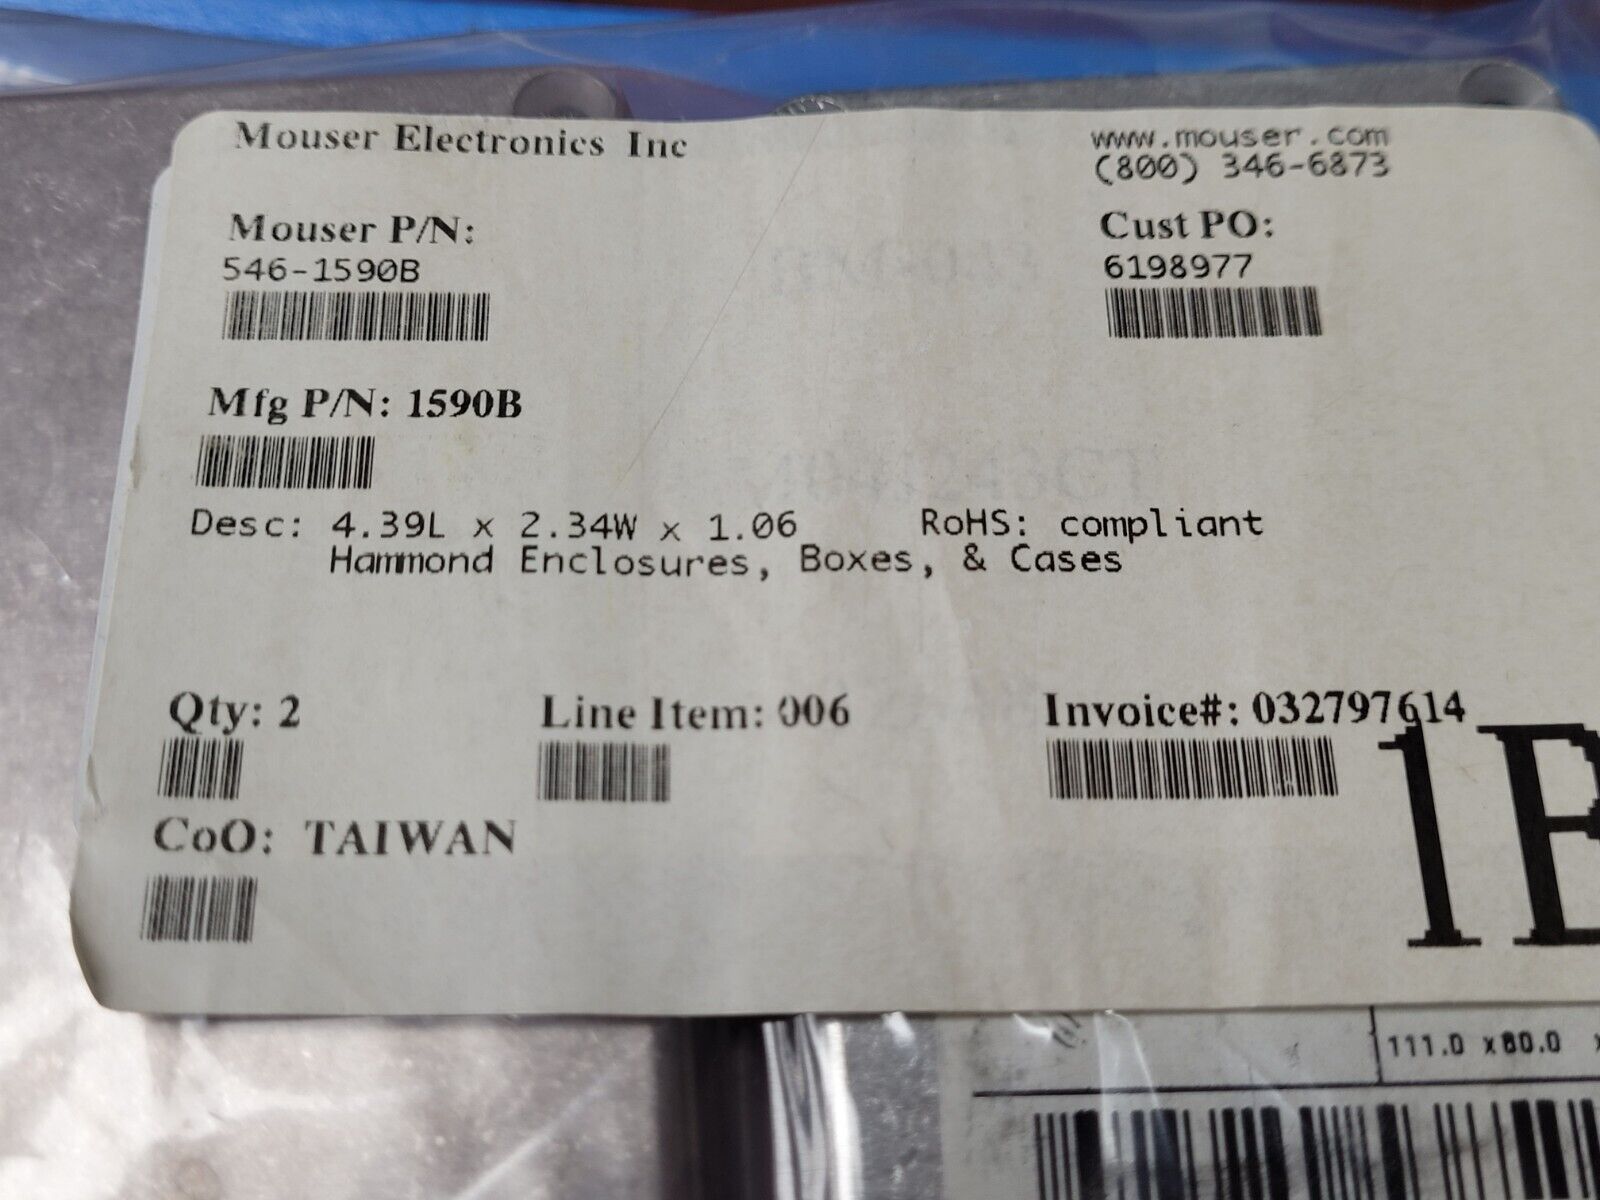 Mouser Electronics Inc
www.mouser.com
(800) 346-6873
Mouser P/N:
546-1590B
Cust PO:
6198977
Mfg P/N: 1590B
Desc: 4.39L x 2.34W x 1.06 RoHS: compliant
Hammond Enclosures, Boxes, & Cases
Qty: 2
Line Item: 006
Invoice#: 032797614
CoO: TAIWAN
1B
111.0 x80.0 x